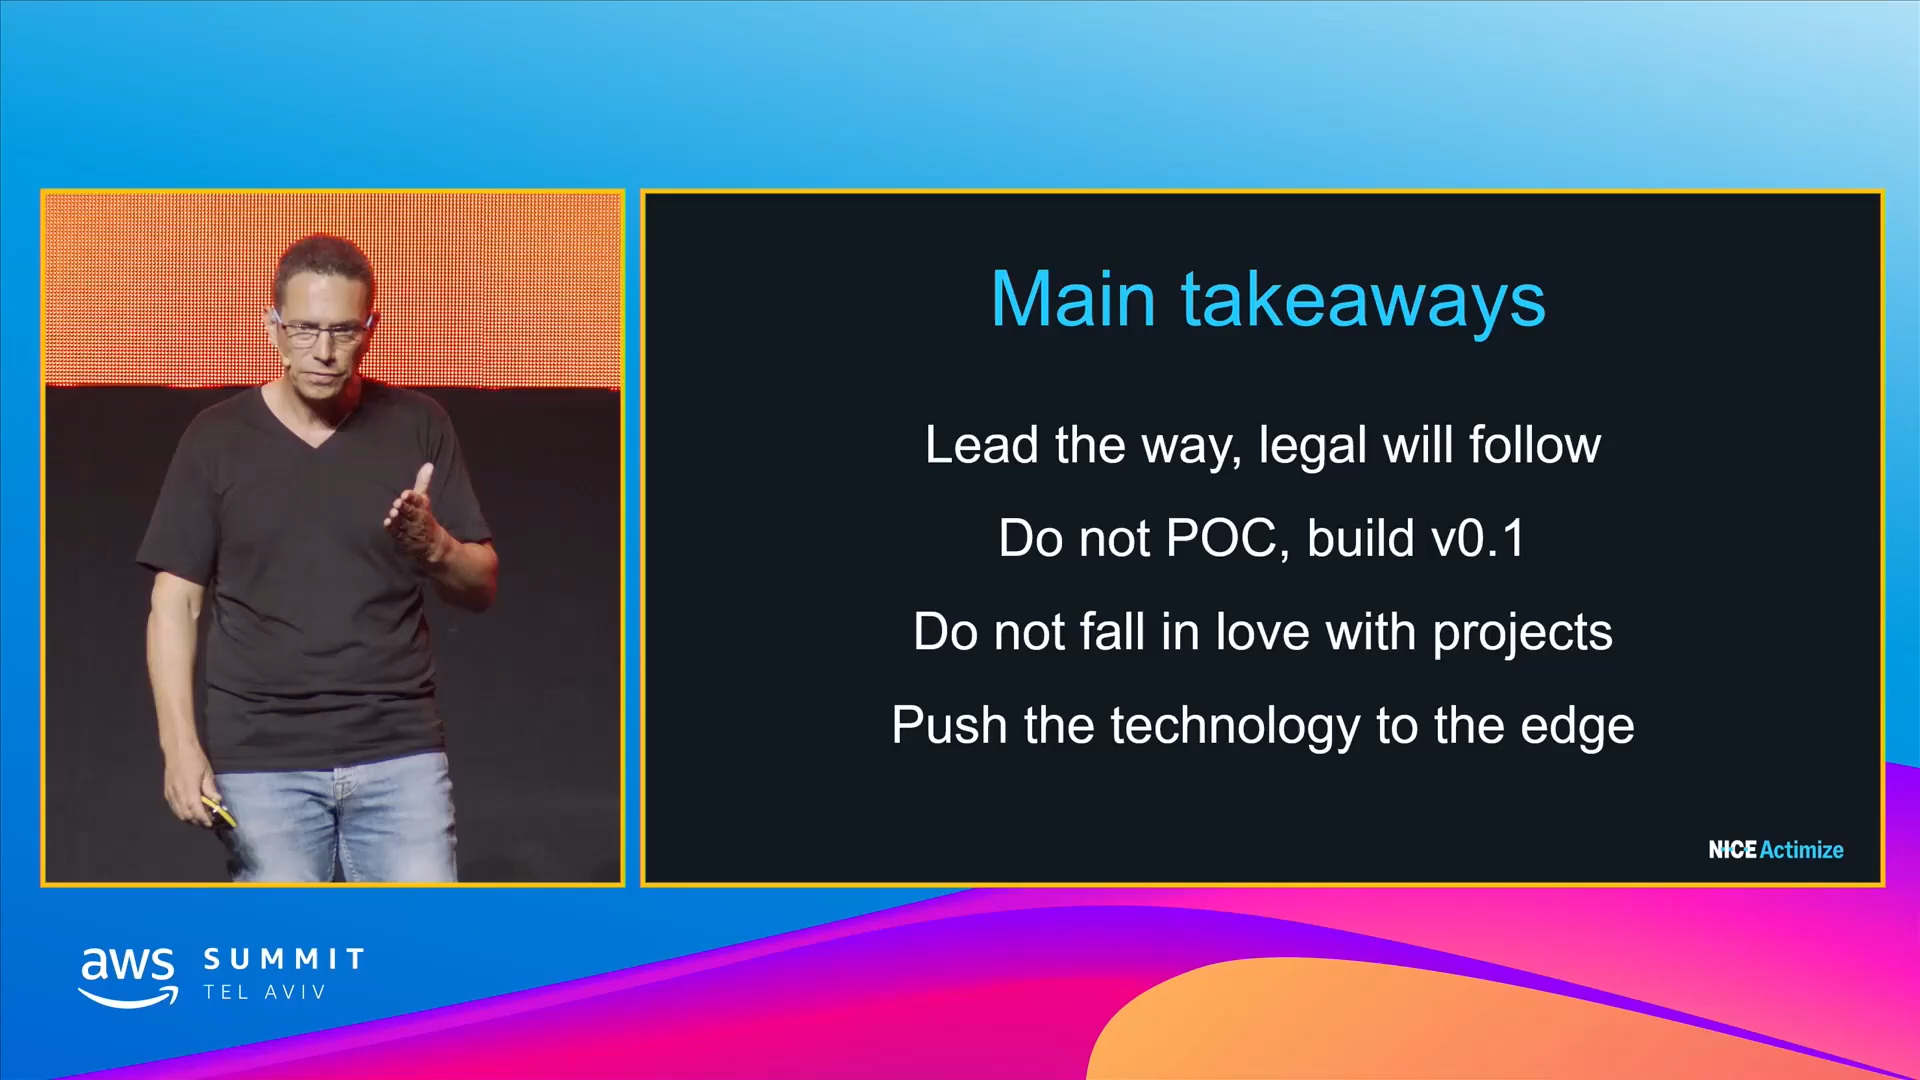 Main takeaways
Lead the way, legal will follow
Do not POC, build v0.1
Do not fall in love with projects
Push the technology to the edge
NICE Actimize
aws SUMMIT
TEL AVIV